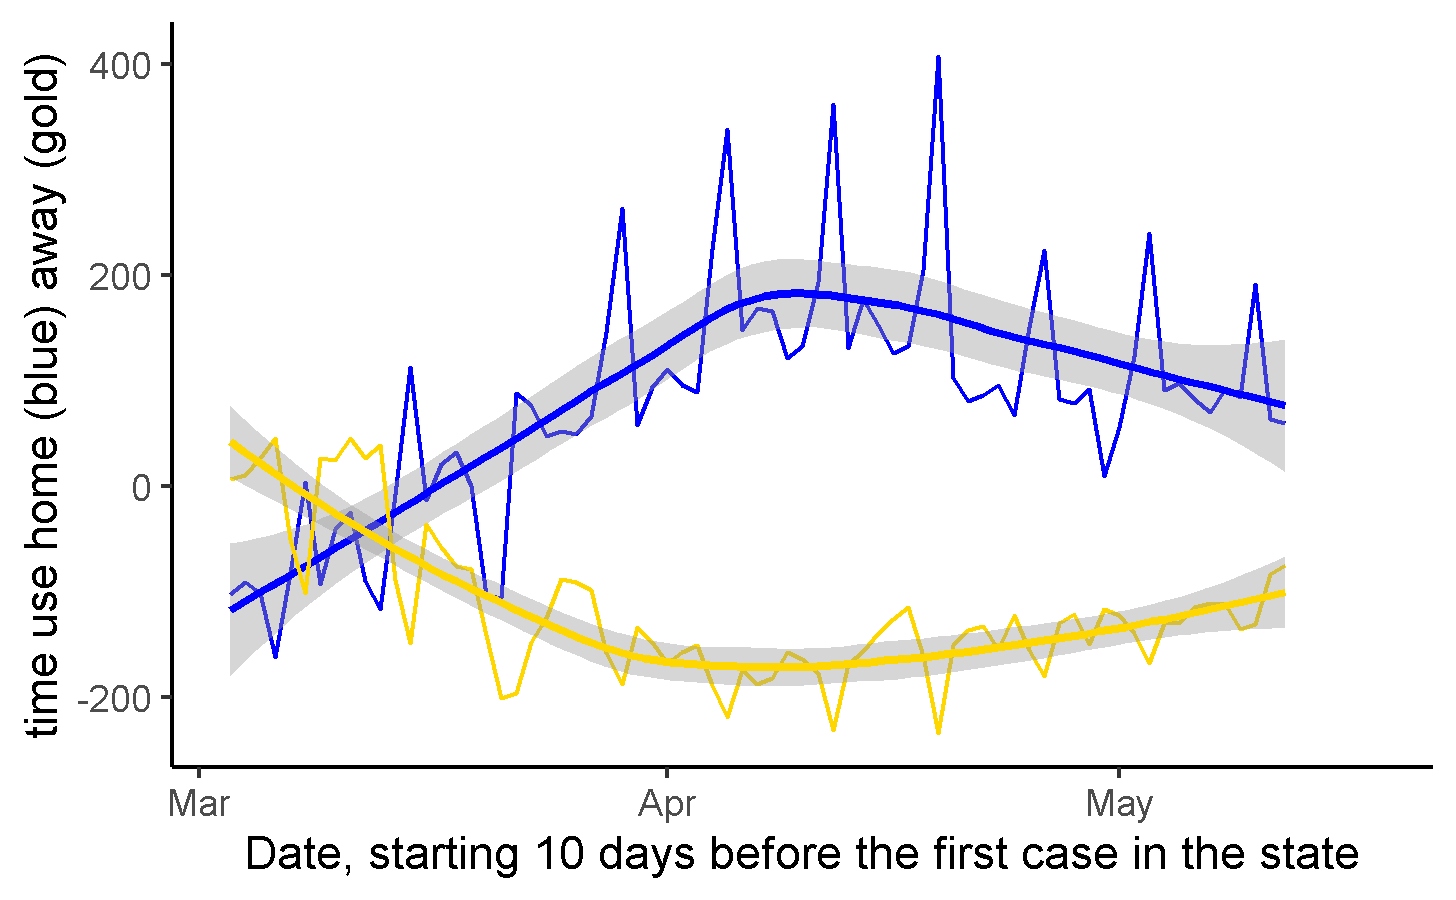 time use home (blue) away (gold)
400
200
0
-200
Mar Apr May
Date, starting 10 days before the first case in the state